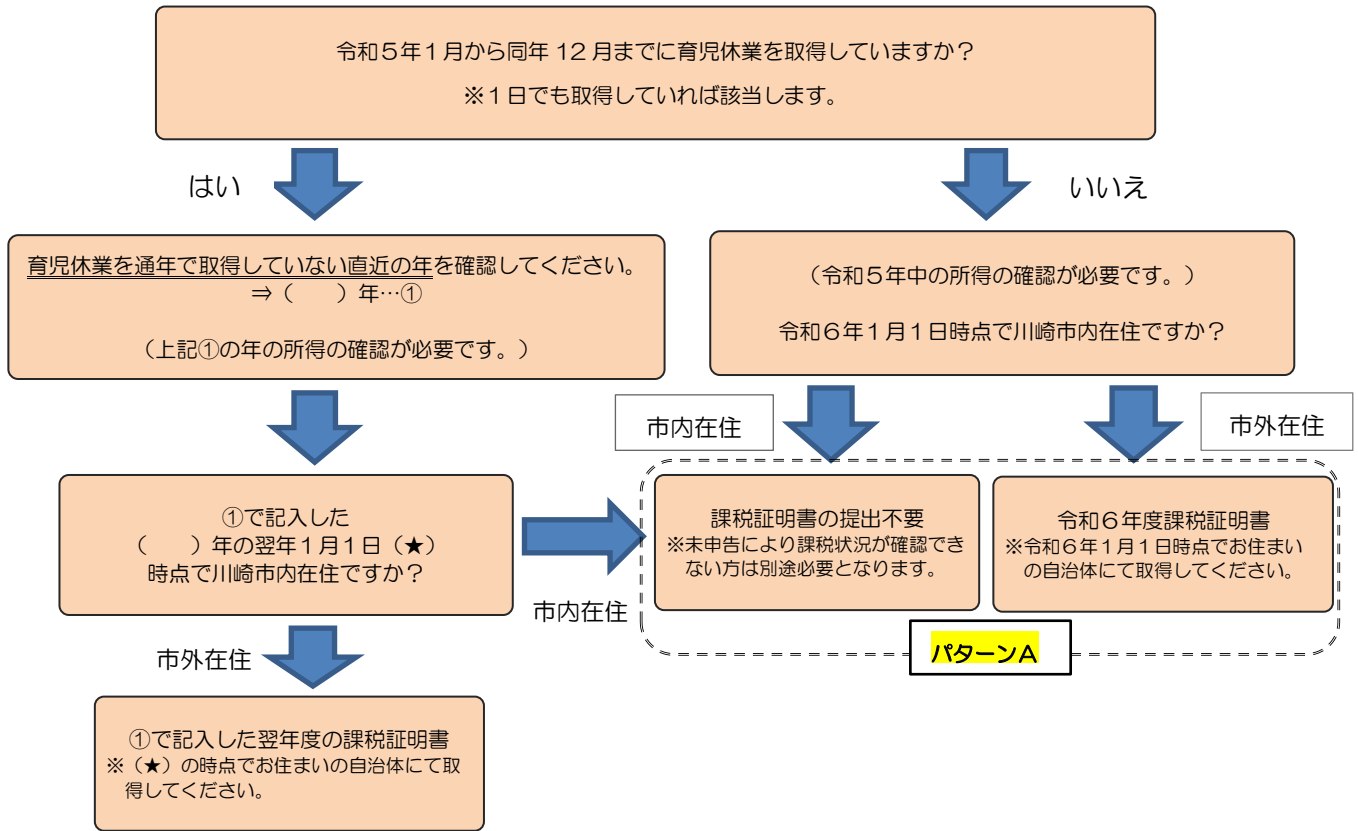 令和５年１月から同年 12 月までに育児休業を取得していますか？
※１日でも取得していれば該当します。
はい
いいえ
育児休業を通年で取得していない直近の年を確認してください。
⇒（　　）年…①
（上記①の年の所得の確認が必要です。）
（令和５年中の所得の確認が必要です。）
令和６年１月１日時点で川崎市内在住ですか？
市内在住
市外在住
①で記入した
（　　）年の翌年１月１日（★）
時点で川崎市内在住ですか？
市内在住
課税証明書の提出不要
※未申告により課税状況が確認でき
ない方は別途必要となります。
令和６年度課税証明書
※令和６年１月１日時点でお住まい
の自治体にて取得してください。
パターンＡ
市外在住
①で記入した翌年度の課税証明書
※（★）の時点でお住まいの自治体にて取
得してください。